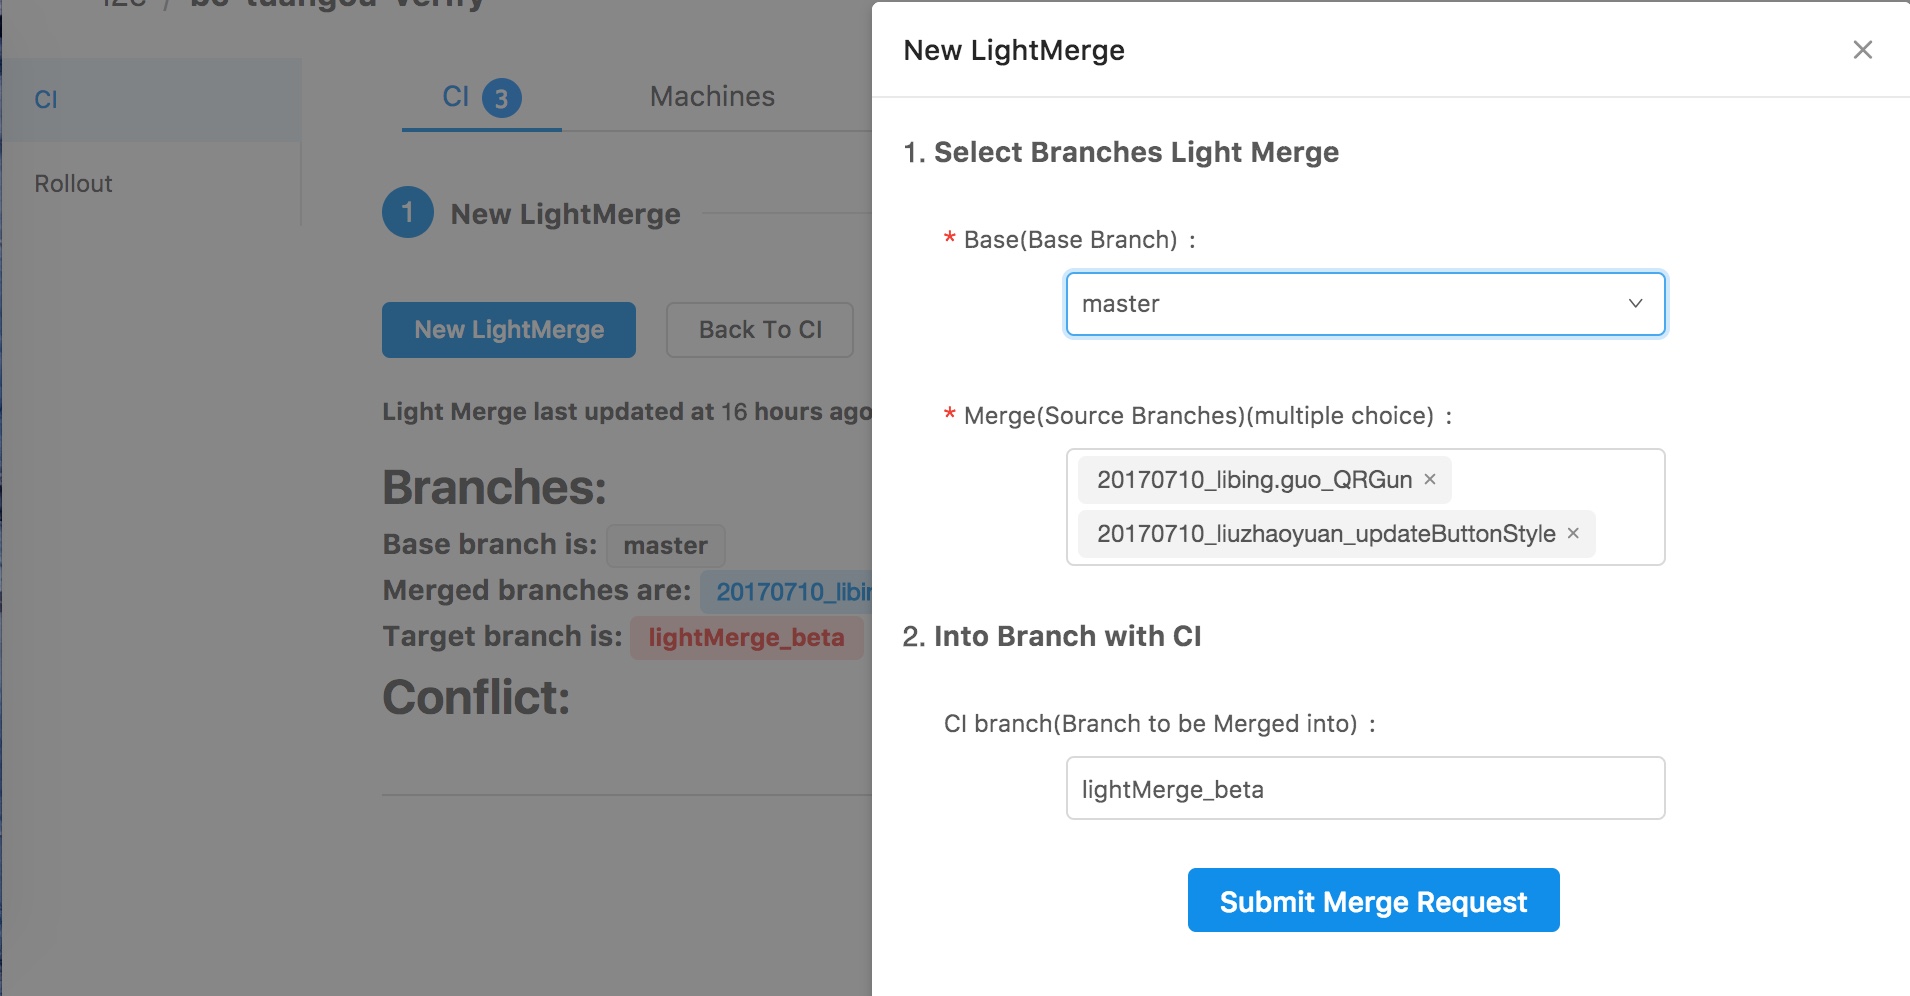 CI
Rollout
CI 3
Machines
1 New LightMerge
New LightMerge
Back To CI
Light Merge last updated at 16 hours ago
Branches:
Base branch is: master
Merged branches are:
Target branch is: lightMerge_beta
Conflict:
New LightMerge
1. Select Branches Light Merge
* Base(Base Branch) :
master
* Merge(Source Branches)(multiple choice) :
20170710_libing.guo_QRGun ×
20170710_liuzhaoyuan_updateButtonStyle ×
2. Into Branch with CI
CI branch(Branch to be Merged into) :
lightMerge_beta
Submit Merge Request